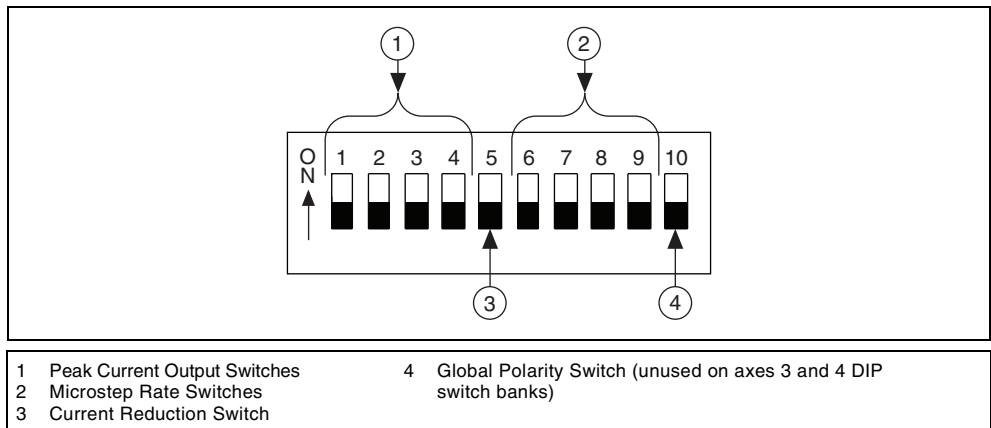 1 2
O
N
1 2 3 4 5 6 7 8 9 10
3 4
1 Peak Current Output Switches
2 Microstep Rate Switches
3 Current Reduction Switch
4 Global Polarity Switch (unused on axes 3 and 4 DIP
switch banks)